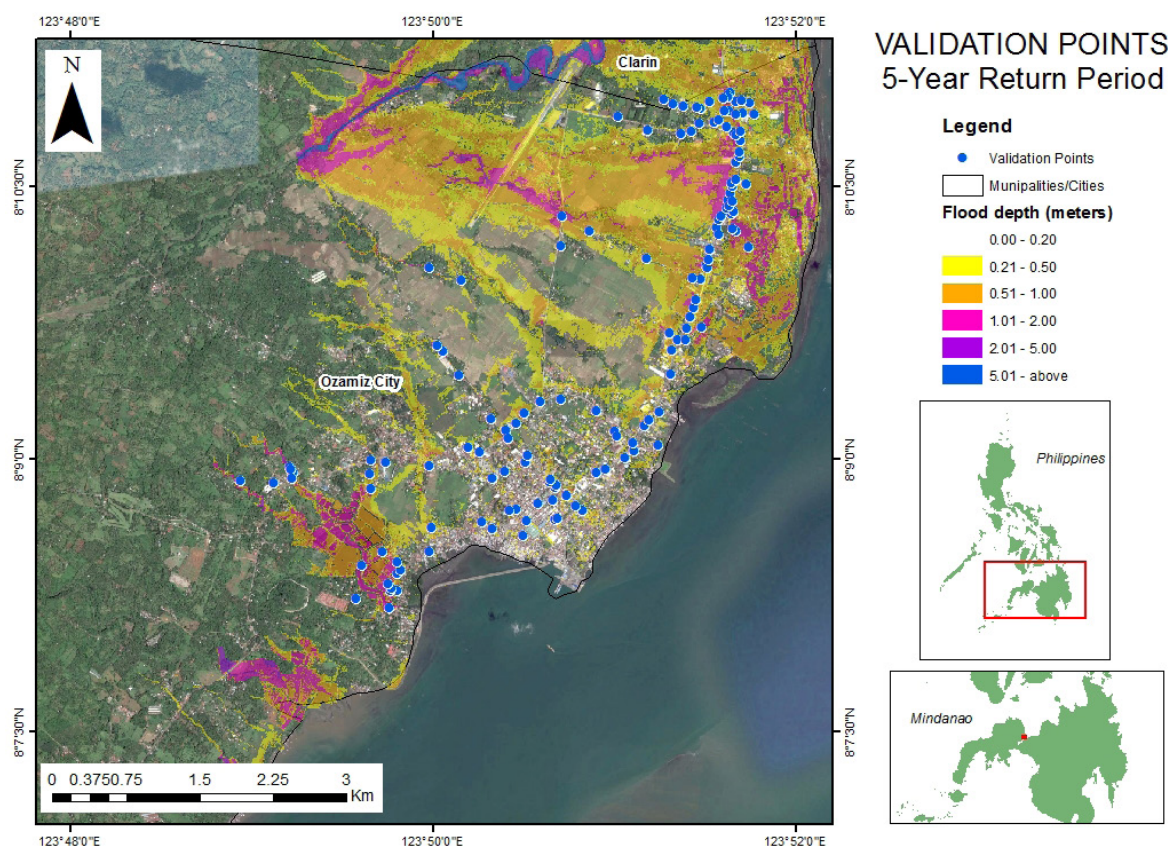 123°48'0"E 123°50'0"E 123°52'0"E
VALIDATION POINTS
5-Year Return Period
N
Clarin
Ozamiz City
8°10'30"N 8°10'30"N
8°9'0"N 8°9'0"N
8°7'30"N 8°7'30"N
0 0.3750.75 1.5 2.25 3
Km
123°48'0"E 123°50'0"E 123°52'0"E
Legend
Validation Points
Munipalities/Cities
Flood depth (meters)
0.00 - 0.20
0.21 - 0.50
0.51 - 1.00
1.01 - 2.00
2.01 - 5.00
5.01 - above
Philippines
Mindanao